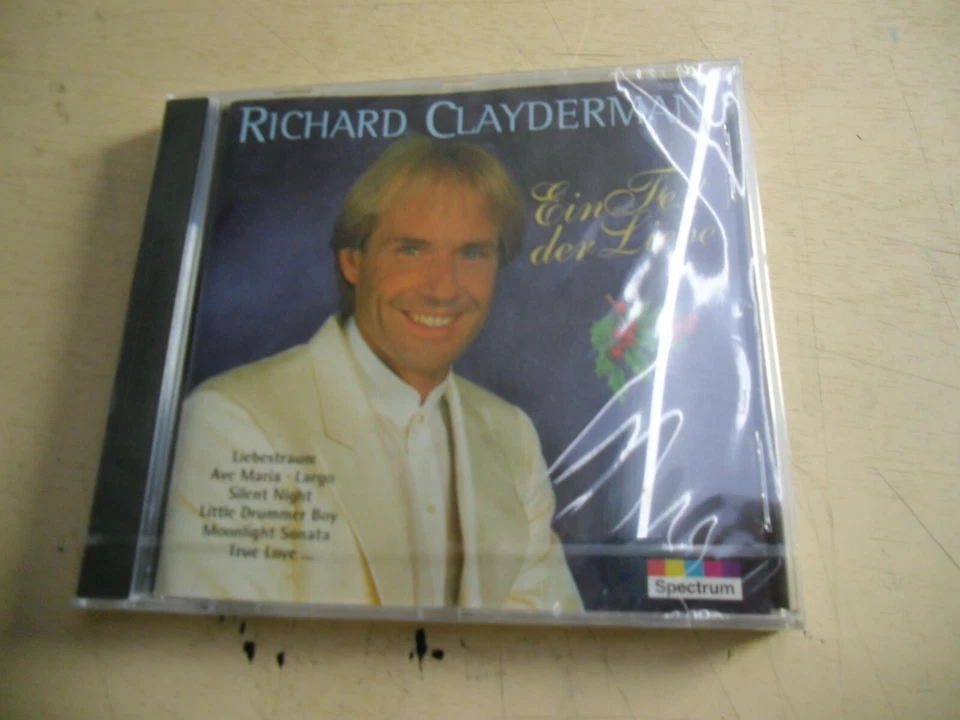 RICHARD CLAYDERMAN
Ein
der Liebe
Liebestraum
Ave Maria · Largo
Silent Night
Little Drummer Boy
Moonlight Sonata
True Love ...
Spectrum